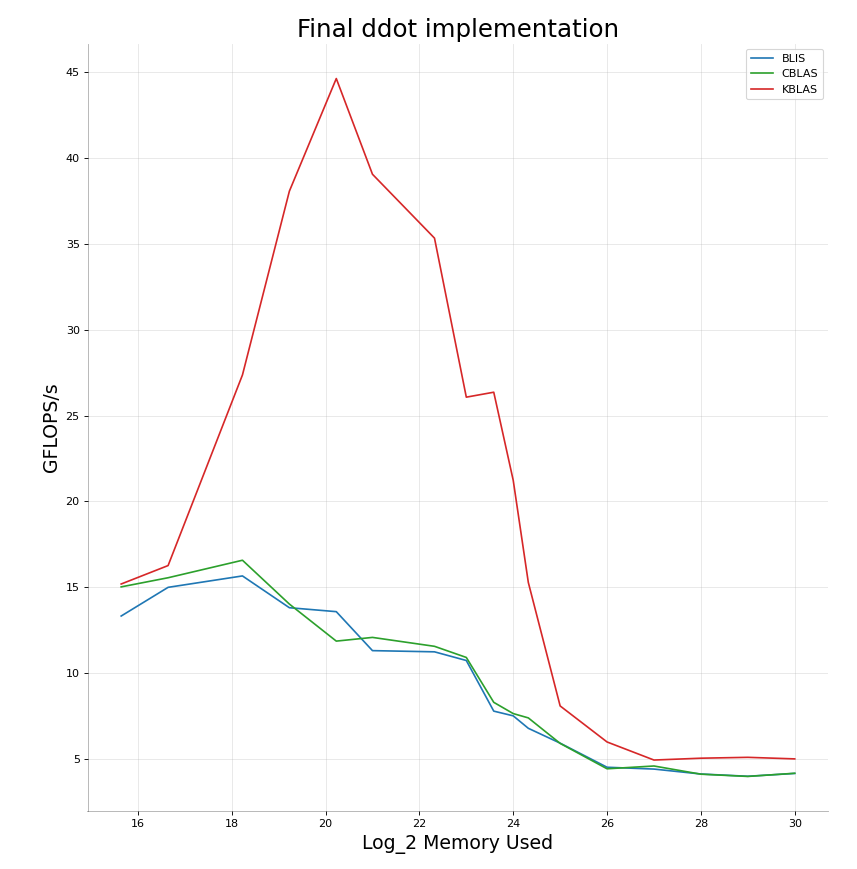 Final ddot implementation
BLIS
CBLAS
KBLAS
GFLOPS/s
45
40
35
30
25
20
15
10
5
16 18 20 22 24 26 28 30
Log_2 Memory Used